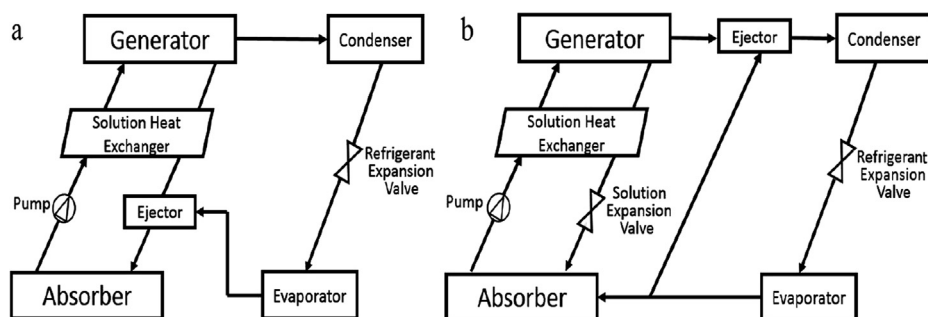 a
Generator
Condenser
Solution Heat
Exchanger
Refrigerant
Expansion
Valve
Pump
Ejector
Absorber
Evaporator
b
Generator
Ejector
Condenser
Solution Heat
Exchanger
Refrigerant
Expansion
Valve
Pump
Solution
Expansion
Valve
Absorber
Evaporator